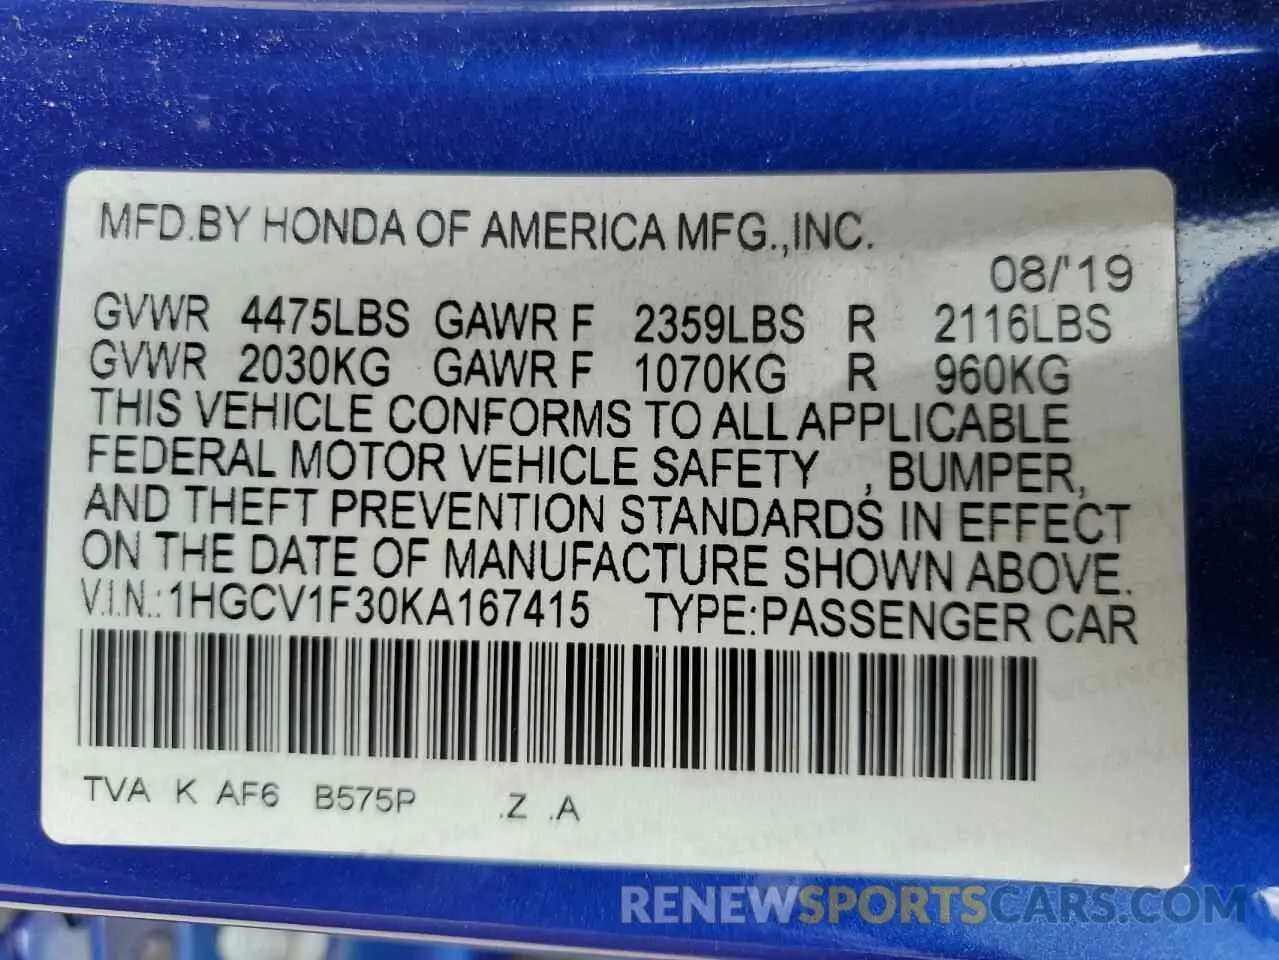 MFD.BY HONDA OF AMERICA MFG.,INC.
08/'19
GVWR 4475LBS GAWR F 2359LBS R 2116LBS
GVWR 2030KG GAWR F 1070KG R 960KG
THIS VEHICLE CONFORMS TO ALL APPLICABLE
FEDERAL MOTOR VEHICLE SAFETY , BUMPER,
AND THEFT PREVENTION STANDARDS IN EFFECT
ON THE DATE OF MANUFACTURE SHOWN ABOVE.
V.I.N.:1HGCV1F30KA167415 TYPE:PASSENGER CAR
TVA K AF6 B575P .Z .A
RENEWSPORTSCARS.COM